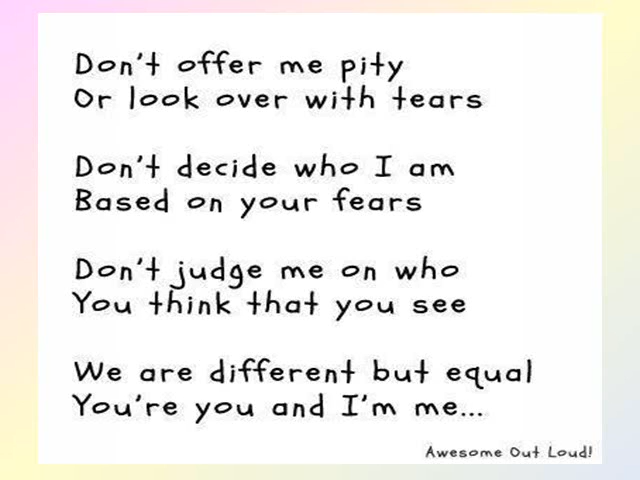 Don't offer me pity
Or look over with tears
Don't decide who I am
Based on your fears
Don't judge me on who
You think that you see
We are different but equal
You're you and I'm me...
Awesome Out Loud!